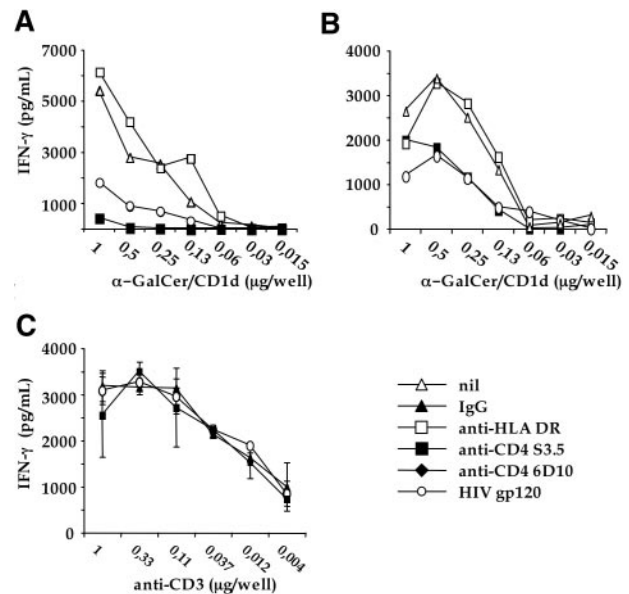 A
7000
5000
3000
1000
IFN-γ (pg/mL)
1
0,5
0,25
0,13
0,06
0,03
0,015
α−GalCer/CD1d (µg/well)
B
4000
3000
2000
1000
0
1
0,5
0,25
0,13
0,06
0,03
0,015
α−GalCer/CD1d (µg/well)
C
4000
3000
2000
1000
0
IFN-γ (pg/mL)
1
0,33
0,11
0,037
0,012
0,004
anti-CD3 (µg/well)
nil
IgG
anti-HLA DR
anti-CD4 S3.5
anti-CD4 6D10
HIV gp120